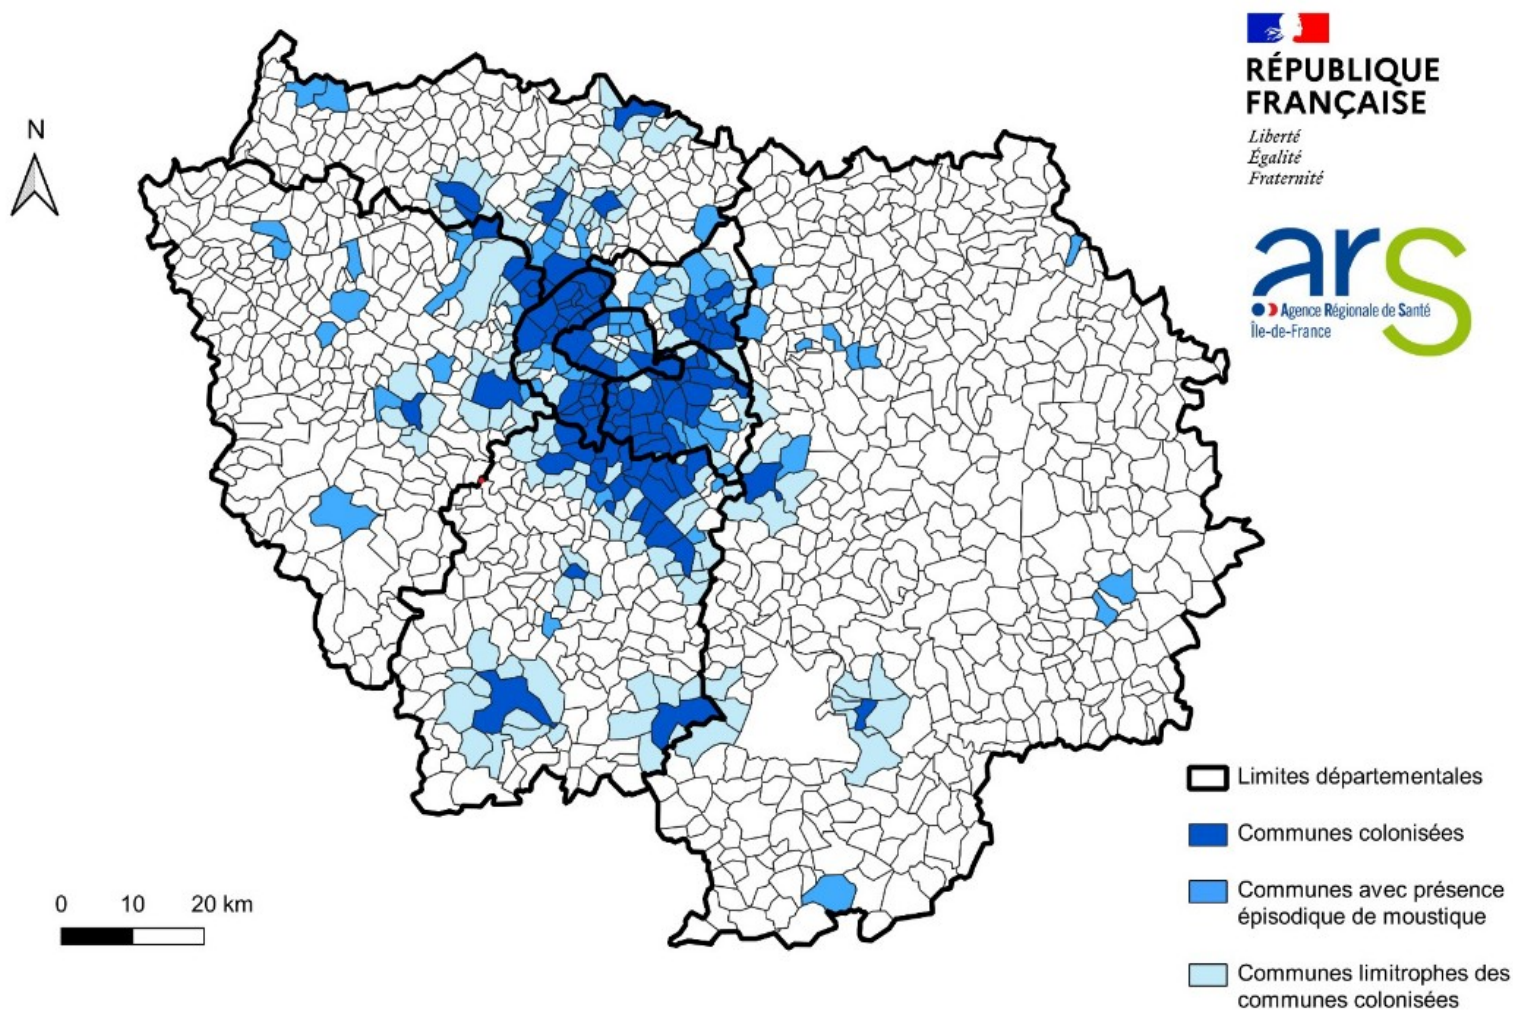 RÉPUBLIQUE
FRANÇAISE
Liberté
Égalité
Fraternité
N
ars
Agence Régionale de Santé
Île-de-France
Limites départementales
Communes colonisées
Communes avec présence
épisodique de moustique
Communes limitrophes des
communes colonisées
0 10 20 km